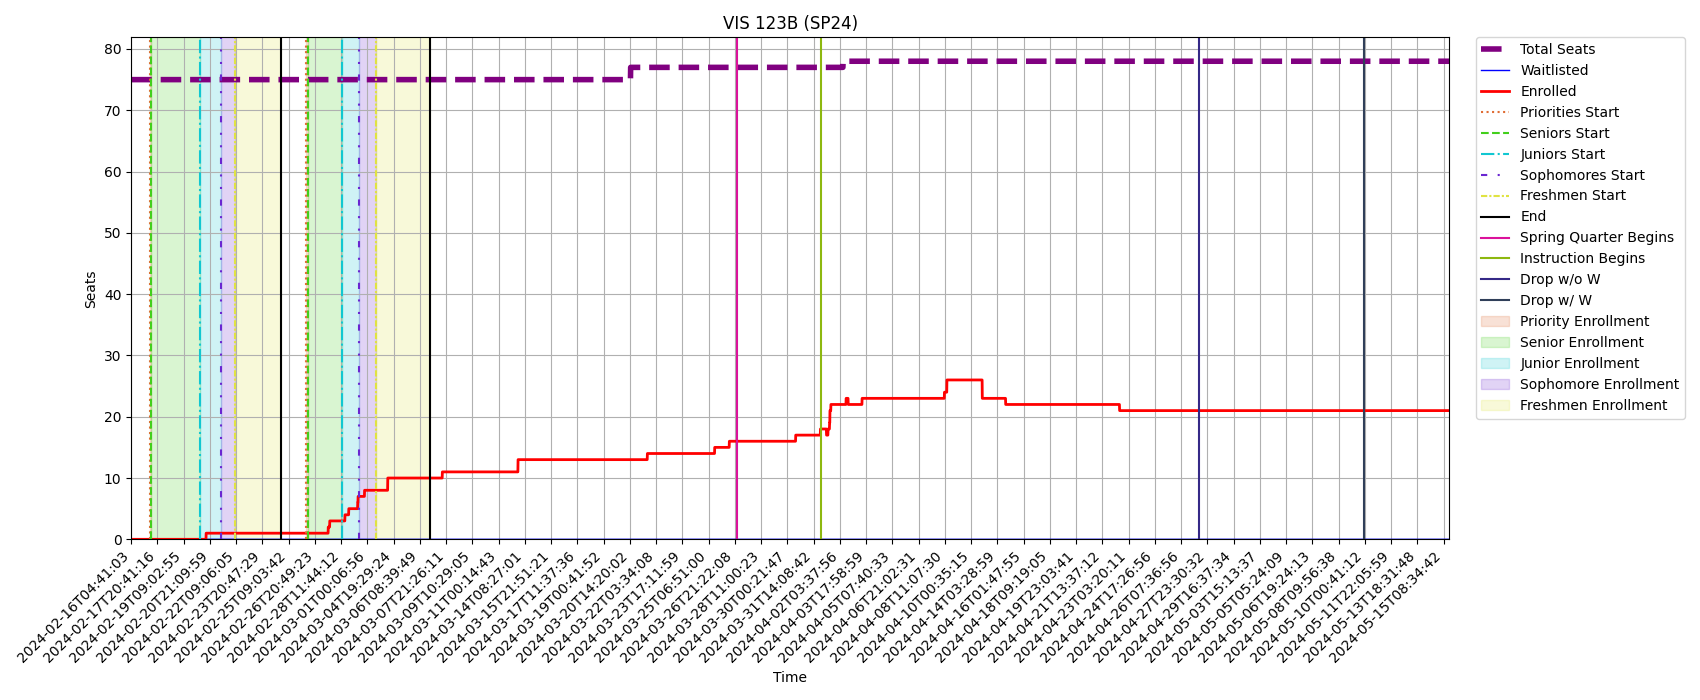 VIS 123B (SP24)
Seats
80
70
60
50
40
30
20
10
0
2024-02-16T04:41:03
2024-02-17T20:41:16
2024-02-19T09:02:55
2024-02-20T21:09:59
2024-02-22T09:06:05
2024-02-23T20:47:29
2024-02-25T09:03:42
2024-02-26T20:49:23
2024-02-28T11:44:12
2024-03-01T00:06:56
2024-03-04T19:29:24
2024-03-06T08:39:49
2024-03-07T21:26:11
2024-03-09T10:29:05
2024-03-11T00:14:43
2024-03-14T08:27:01
2024-03-15T21:51:21
2024-03-17T11:37:36
2024-03-19T00:41:52
2024-03-20T14:20:02
2024-03-22T03:34:08
2024-03-23T17:11:59
2024-03-25T06:51:00
2024-03-26T21:22:08
2024-03-28T11:00:23
2024-03-30T00:21:47
2024-03-31T14:08:42
2024-04-02T03:37:56
2024-04-03T17:58:59
2024-04-05T07:40:33
2024-04-06T21:02:31
2024-04-08T11:07:30
2024-04-10T00:35:15
2024-04-14T03:28:59
2024-04-16T01:47:55
2024-04-18T09:19:05
2024-04-19T23:03:41
2024-04-21T13:37:12
2024-04-23T03:20:11
2024-04-24T17:26:56
2024-04-26T07:36:56
2024-04-27T23:30:32
2024-04-29T16:37:34
2024-05-03T15:13:37
2024-05-05T05:24:09
2024-05-06T19:24:13
2024-05-08T09:56:38
2024-05-10T00:41:12
2024-05-11T22:05:59
2024-05-13T18:31:48
2024-05-15T08:34:42
Time
Total Seats
Waitlisted
Enrolled
Priorities Start
Seniors Start
Juniors Start
Sophomores Start
Freshmen Start
End
Spring Quarter Begins
Instruction Begins
Drop w/o W
Drop w/ W
Priority Enrollment
Senior Enrollment
Junior Enrollment
Sophomore Enrollment
Freshmen Enrollment